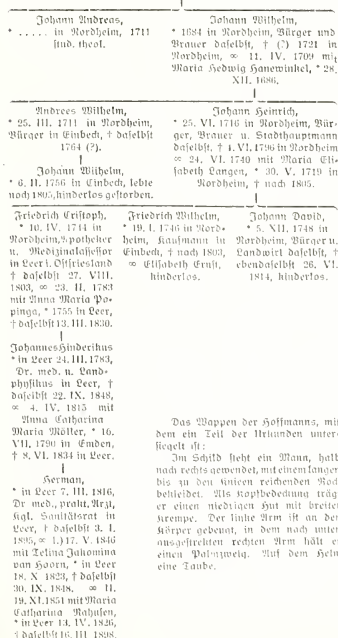 Johann Andreas,
* ..... in Nordheim, 1711
stud. theol.
Johann Wilhelm,
* 1684 in Nordheim, Bürger und
Brauer daselbst, † (?) 1721 in
Nordheim, ∞ 11. IV. 1709 mit
Maria Hedwig Hanewinkel, * 28.
XII. 1686.
Andrees Wilhelm,
* 25. III. 1711 in Nordheim,
Bürger in Einbeck, † daselbst
1764 (?).
Johann Wilhelm,
* 6. II. 1756 in Einbeck, lebte
noch 1805, hinderlos gestorben.
Johann Heinrich,
* 25. VI. 1716 in Nordheim, Bür-
ger, Brauer u. Stadthauptmann
daselbst, † 4. VI. 1796 in Nordheim
∞ 24. VI. 1740 mit Maria Eli-
sabeth Langen, * 30. V. 1719 in
Nordheim, † nach 1805.
Friedrich Cristoph,
* 10. IV. 1744 in
Nordheim, Apotheker
u. Medizinalassessor
in Leer i. Ostfriesland
† daselbst 27. VIII.
1803, ∞ 23. II. 1783
mit Anna Maria Po-
pinga, * 1755 in Leer,
† daselbst 13. III. 1830.
Friedrich Wilhelm,
* 19. I. 1746 in Nord-
heim, Kaufmann in
Einbeck, † nach 1803,
∞ Elisabeth Ernst,
hinderlos.
Johann David,
* 5. XII. 1748 in
Nordheim, Bürger u.
Landwirt daselbst, †
ebendaselbst 26. VI.
1814, hinderlos.
Johannes Hinderikus
* in Leer 24. III. 1783,
Dr. med. u. Land-
physikus in Leer, †
daselbst 22. IX. 1848,
∞ 4. IV. 1815 mit
Anna Catharina
Maria Möller, * 16.
VII. 1790 in Emden,
† 8. VI. 1834 in Leer.
Herman,
* in Leer 7. III. 1816,
Dr med., prakt. Arzt,
Kgl. Sanitätsrat in
Leer, † daselbst 3. I.
1895, ∞ I.) 17. V. 1846
mit Telina Jakomina
van Hoorn, * in Leer
18. X 1823, † daselbst
30. IX. 1848. ∞ II.
19. XI. 1851 mit Maria
Catharina Nahusen,
* in Leer 13. IV. 1826,
† daselbst 16. III. 1898.
Das Wappen der Hoffmanns, mit
dem ein Teil der Urkunden unter-
siegelt ist:
Im Schild steht ein Mann, halb
nach rechts gewendet, mit einem langen
bis zu den Knieen reichenden Rock
bekleidet. Als Kopfbedeckung träg
er einen niedrigen Hut mit breiter
Krempe. Der linke Arm ist an der
Körper gebeugt, in dem nach unter
ausgestreckten rechten Arm hält e
einen Palmzweig. Auf dem Helm
eine Taube.